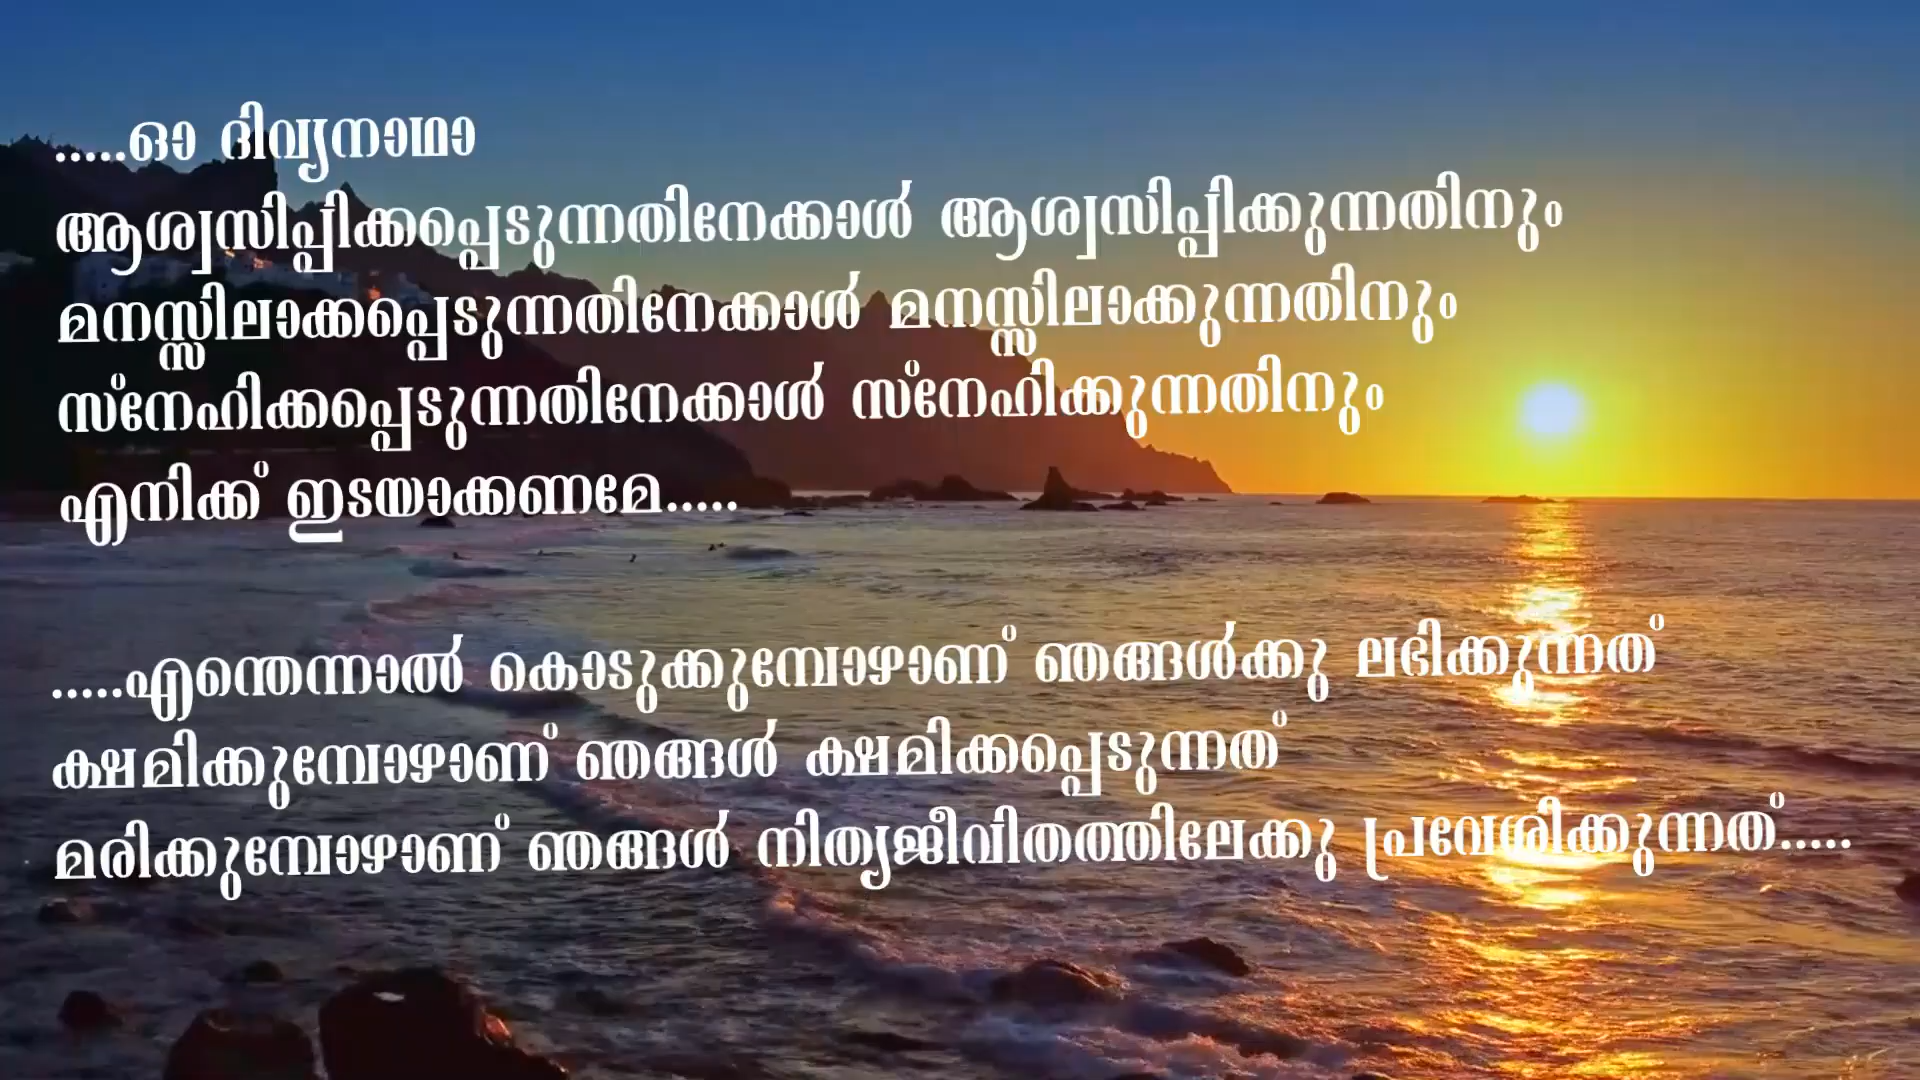 .....ഓ ദിവ്യനാഥാ
ആശ്വസിപ്പിക്കപ്പെടുന്നതിനേക്കാൾ ആശ്വസിപ്പിക്കുന്നതിനും
മനസ്സിലാക്കപ്പെടുന്നതിനേക്കാൾ മനസ്സിലാക്കുന്നതിനും
സ്നേഹിക്കപ്പെടുന്നതിനേക്കാൾ സ്നേഹിക്കുന്നതിനും
എനിക്ക് ഇടയാക്കണമേ.....
.....എന്തെന്നാൽ കൊടുക്കുമ്പോഴാണ് ഞങ്ങൾക്കു ലഭിക്കുന്നത്
ക്ഷമിക്കുമ്പോഴാണ് ഞങ്ങൾ ക്ഷമിക്കപ്പെടുന്നത്
മരിക്കുമ്പോഴാണ് ഞങ്ങൾ നിത്യജീവിതത്തിലേക്കു പ്രവേശിക്കുന്നത്.....